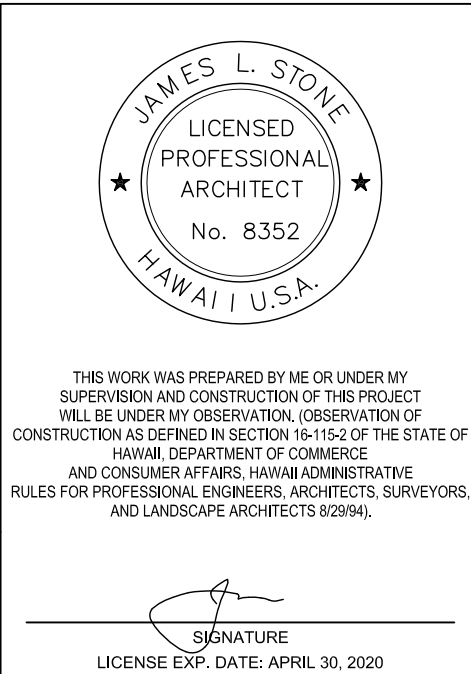 JAMES L. STONE
LICENSED
PROFESSIONAL
ARCHITECT
No. 8352
HAWAII U.S.A.
THIS WORK WAS PREPARED BY ME OR UNDER MY
SUPERVISION AND CONSTRUCTION OF THIS PROJECT
WILL BE UNDER MY OBSERVATION. (OBSERVATION OF
CONSTRUCTION AS DEFINED IN SECTION 16-115-2 OF THE STATE OF
HAWAII, DEPARTMENT OF COMMERCE
AND CONSUMER AFFAIRS, HAWAII ADMINISTRATIVE
RULES FOR PROFESSIONAL ENGINEERS, ARCHITECTS, SURVEYORS,
AND LANDSCAPE ARCHITECTS 8/29/94).
SIGNATURE
LICENSE EXP. DATE: APRIL 30, 2020